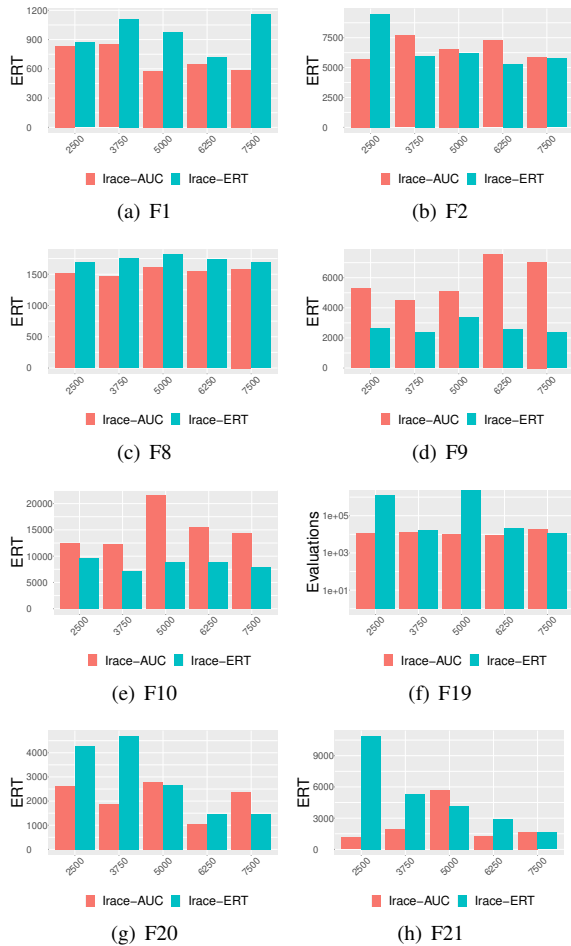 1200
900
600
300
0
ERT
2500 3750 5000 6250 7500
Irace-AUC Irace-ERT
(a) F1
7500
5000
2500
0
ERT
2500 3750 5000 6250 7500
Irace-AUC Irace-ERT
(b) F2
1500
1000
500
0
ERT
2500 3750 5000 6250 7500
Irace-AUC Irace-ERT
(c) F8
6000
4000
2000
0
ERT
2500 3750 5000 6250 7500
Irace-AUC Irace-ERT
(d) F9
20000
15000
10000
5000
0
ERT
2500 3750 5000 6250 7500
Irace-AUC Irace-ERT
(e) F10
1e+05
1e+03
1e+01
Evaluations
2500 3750 5000 6250 7500
Irace-AUC Irace-ERT
(f) F19
4000
3000
2000
1000
0
ERT
2500 3750 5000 6250 7500
Irace-AUC Irace-ERT
(g) F20
9000
6000
3000
0
ERT
2500 3750 5000 6250 7500
Irace-AUC Irace-ERT
(h) F21